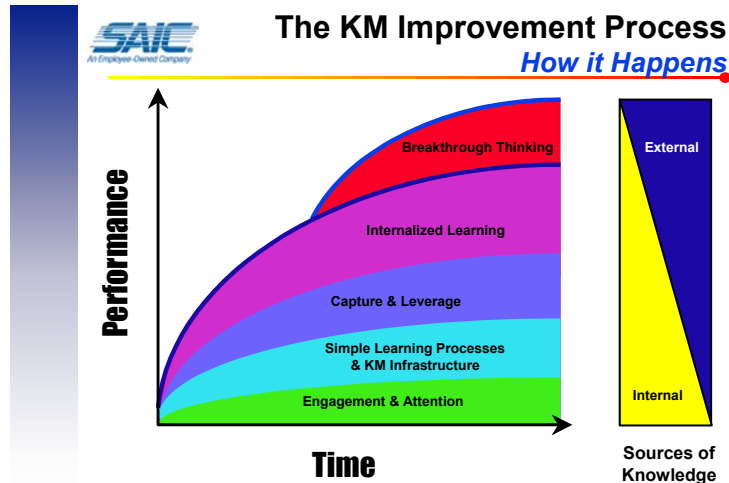 SAIC.
An Employee-Owned Company
The KM Improvement Process
How it Happens
Performance
Breakthrough Thinking
Internalized Learning
Capture & Leverage
Simple Learning Processes
& KM Infrastructure
Engagement & Attention
Time
External
Internal
Sources of
Knowledge